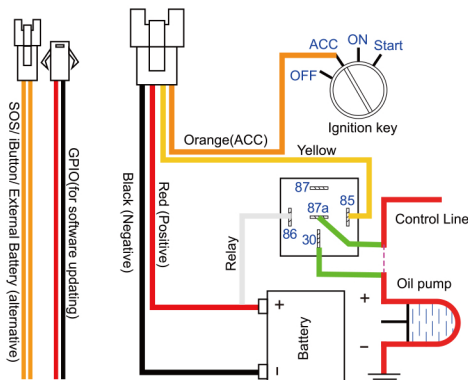 ACC
ON
Start
OFF
Ignition key
Orange(ACC)
Yellow
87
87a
85
86
30
Control Line
Relay
Oil pump
+
−
+
−
Battery
Black (Negative)
Red (Positive)
SOS/ iButton/ External Battery (alternative)
GPIO(for software updating)